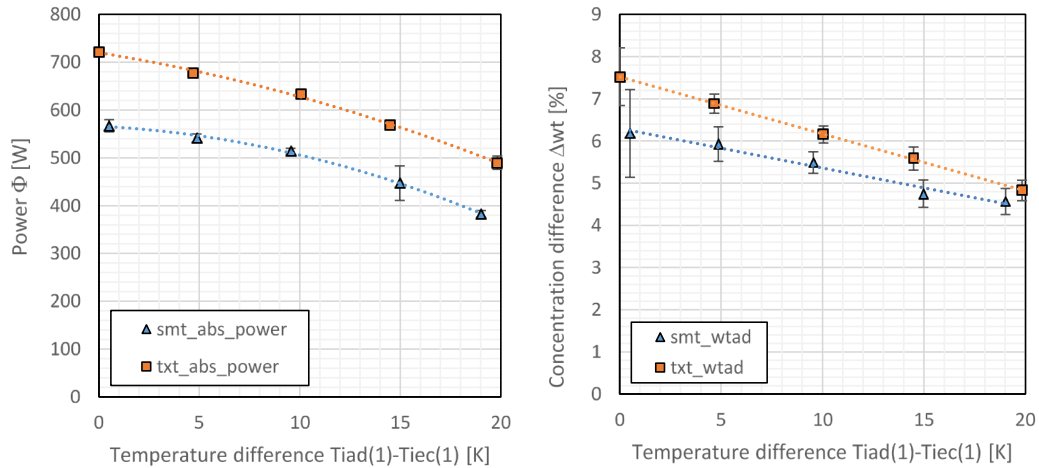 800
700
600
500
400
300
200
100
0
0 5 10 15 20
Power Φ [W]
Temperature difference Tiad(1)-Tiec(1) [K]
smt_abs_power
txt_abs_power
9
8
7
6
5
4
3
2
1
0
0 5 10 15 20
Concentration difference Δwt [%]
Temperature difference Tiad(1)-Tiec(1) [K]
smt_wtad
txt_wtad